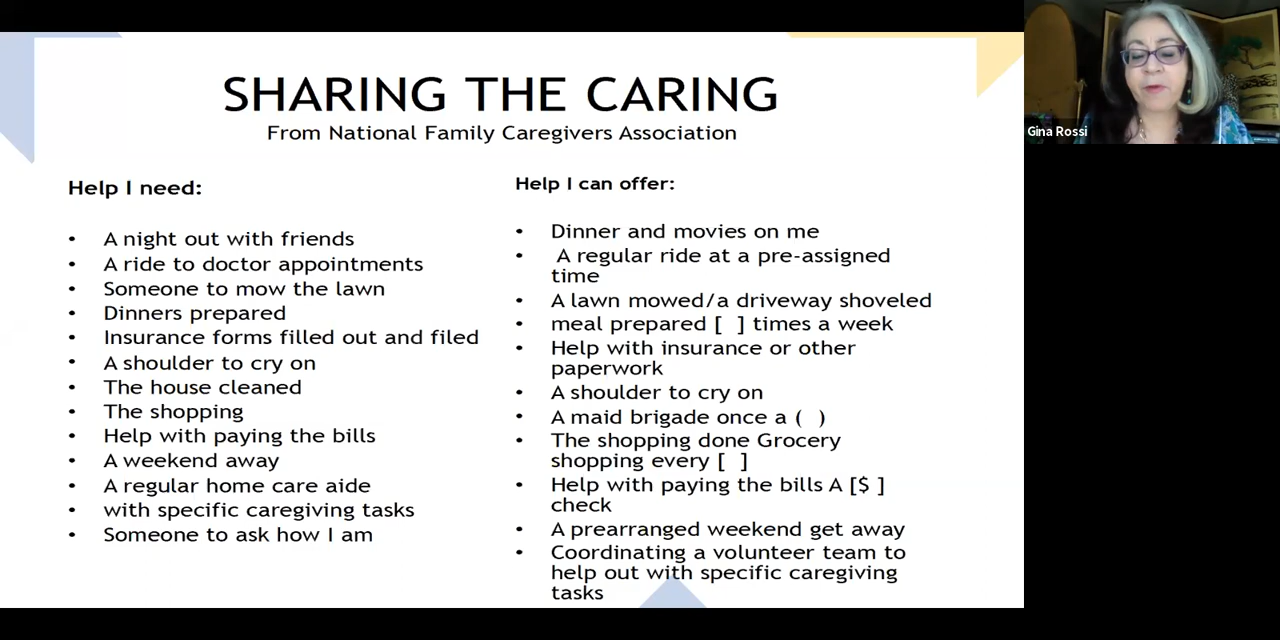 SHARING THE CARING
From National Family Caregivers Association
Help I need:
• A night out with friends
• A ride to doctor appointments
• Someone to mow the lawn
• Dinners prepared
• Insurance forms filled out and filed
• A shoulder to cry on
• The house cleaned
• The shopping
• Help with paying the bills
• A weekend away
• A regular home care aide
• with specific caregiving tasks
• Someone to ask how I am
Help I can offer:
• Dinner and movies on me
• A regular ride at a pre-assigned
time
• A lawn mowed/a driveway shoveled
• meal prepared [ ] times a week
• Help with insurance or other
paperwork
• A shoulder to cry on
• A maid brigade once a ( )
• The shopping done Grocery
shopping every [ ]
• Help with paying the bills A [$ ]
check
• A prearranged weekend get away
• Coordinating a volunteer team to
help out with specific caregiving
tasks
Gina Rossi